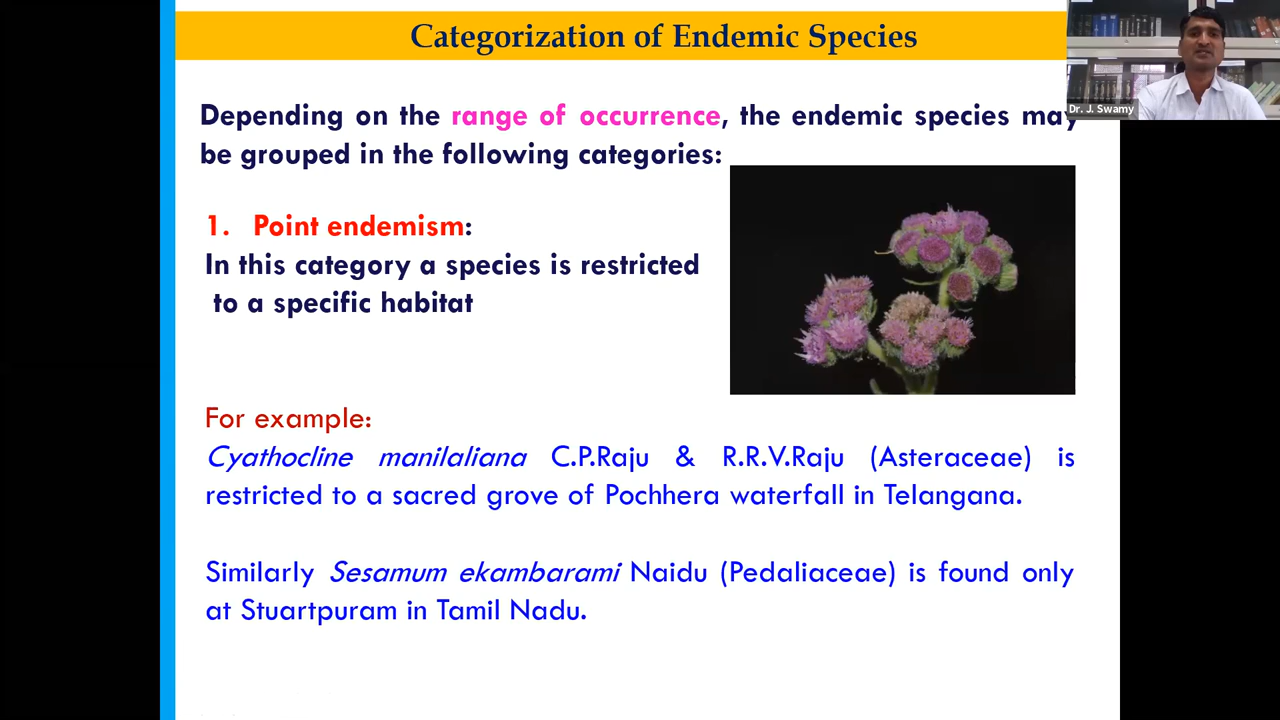 Categorization of Endemic Species
Dr. J. Swamy
Depending on the range of occurrence, the endemic species may
be grouped in the following categories:
1. Point endemism:
In this category a species is restricted
to a specific habitat
For example:
Cyathocline manilaliana C.P.Raju & R.R.V.Raju (Asteraceae) is
restricted to a sacred grove of Pochhera waterfall in Telangana.
Similarly Sesamum ekambarami Naidu (Pedaliaceae) is found only
at Stuartpuram in Tamil Nadu.